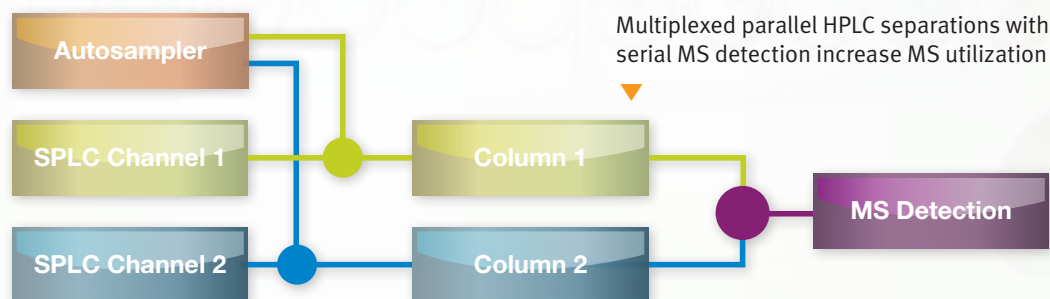 Multiplexed parallel HPLC separations with
serial MS detection increase MS utilization
Autosampler
SPLC Channel 1
Column 1
MS Detection
SPLC Channel 2
Column 2